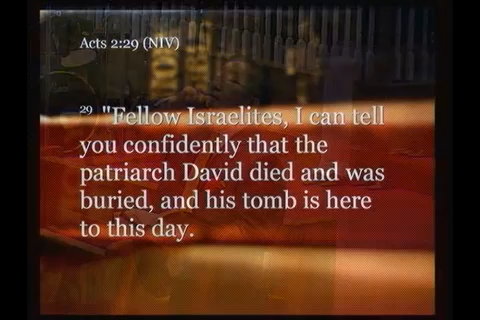 Acts 2:29 (NIV)
29 "Fellow Israelites, I can tell
you confidently that the
patriarch David died and was
buried, and his tomb is here
to this day.